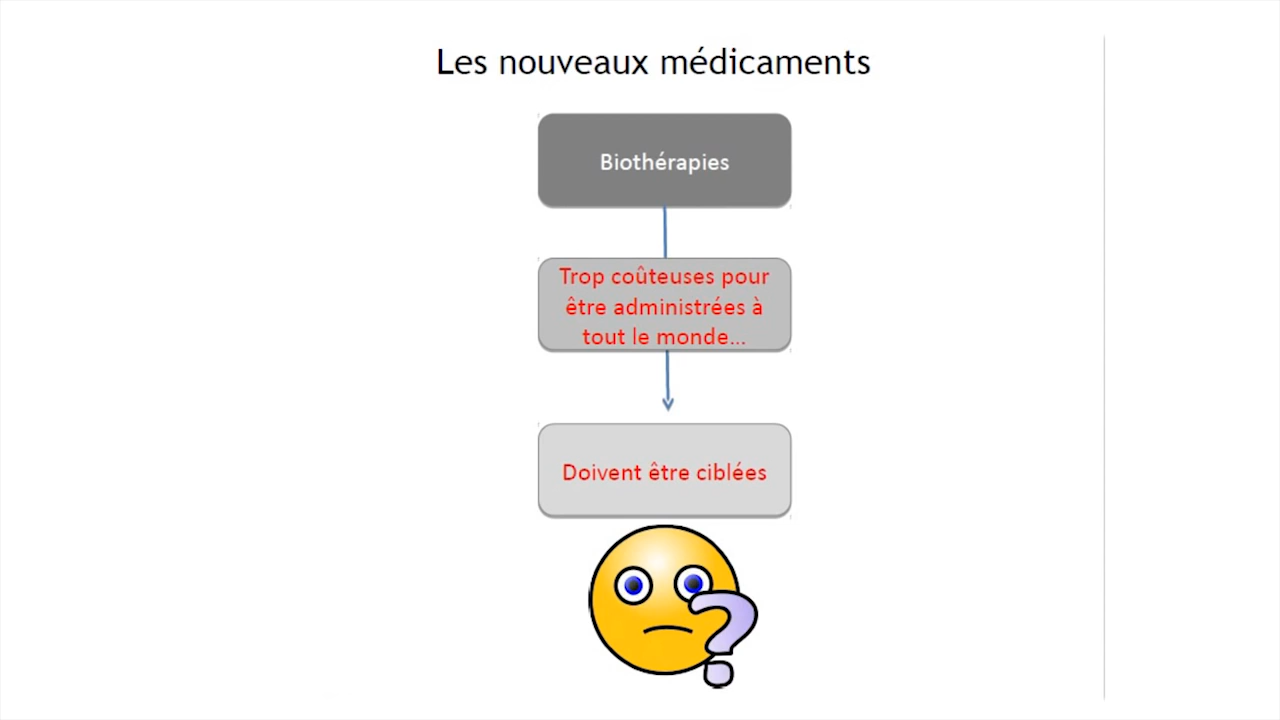 Les nouveaux médicaments
Biothérapies
Trop coûteuses pour
être administrées à
tout le monde...
Doivent être ciblées
?